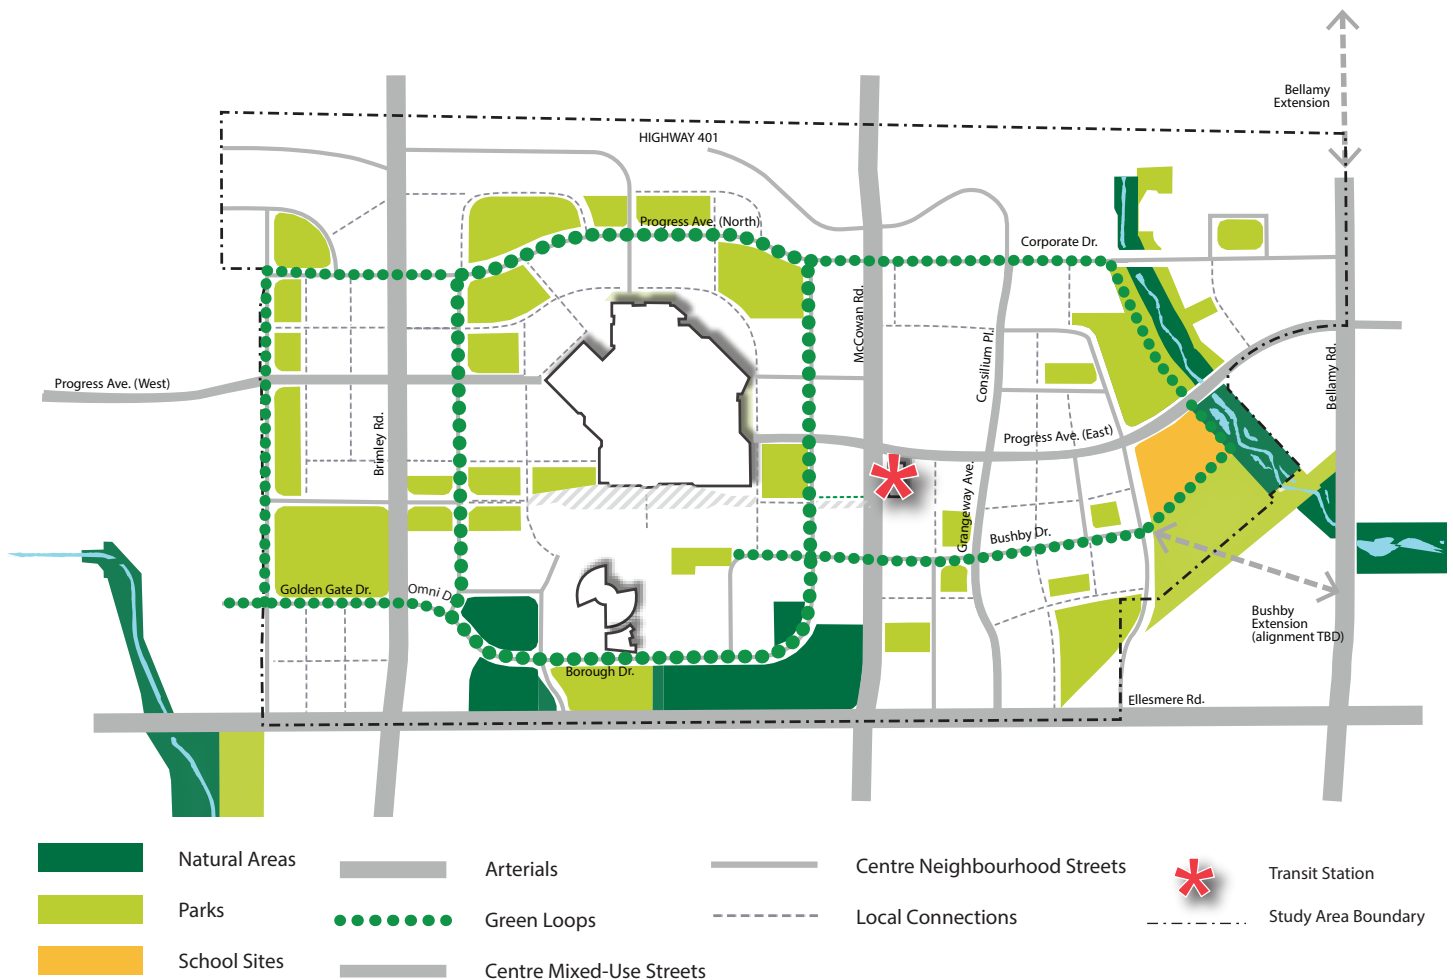 Bellamy
Extension
HIGHWAY 401
Progress Ave. (North)
Corporate Dr.
McCowan Rd.
Consilium Pl.
Bellamy Rd.
Progress Ave. (West)
Brimley Rd.
Progress Ave. (East)
Grangeway Ave.
Bushby Dr.
Golden Gate Dr.
Omni D
Bushby
Extension
(alignment TBD)
Borough Dr.
Ellesmere Rd.
Natural Areas
Parks
School Sites
Arterials
Green Loops
Centre Mixed-Use Streets
Centre Neighbourhood Streets
Local Connections
Transit Station
Study Area Boundary